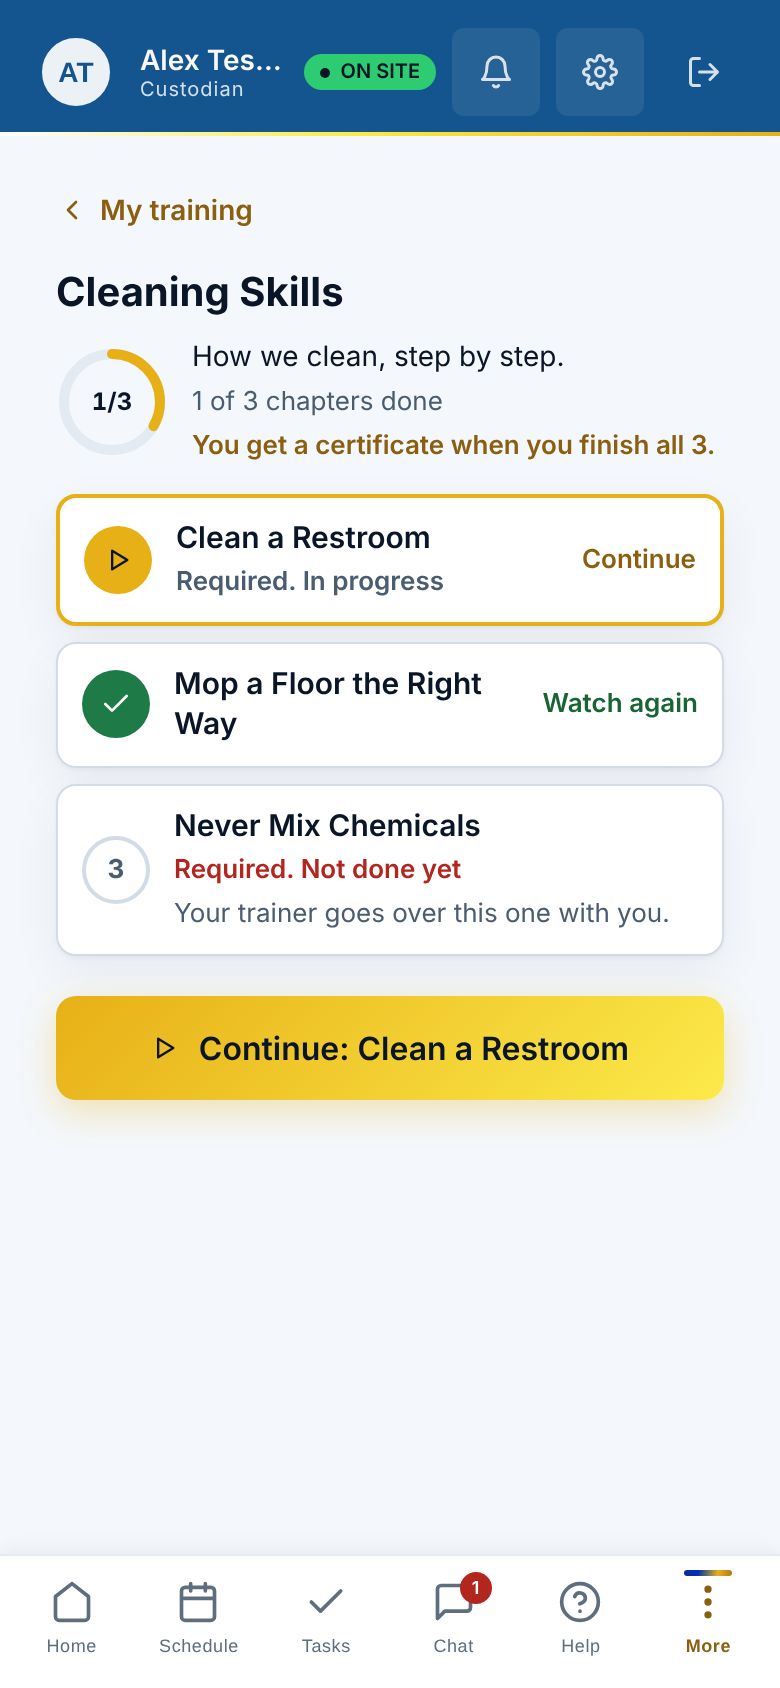 AT
Alex Tes...
Custodian
ON SITE
My training
Cleaning Skills
1/3
How we clean, step by step.
1 of 3 chapters done
You get a certificate when you finish all 3.
Clean a Restroom
Required. In progress
Continue
Mop a Floor the Right
Way
Watch again
3
Never Mix Chemicals
Required. Not done yet
Your trainer goes over this one with you.
Continue: Clean a Restroom
1
Home
Schedule
Tasks
Chat
Help
More